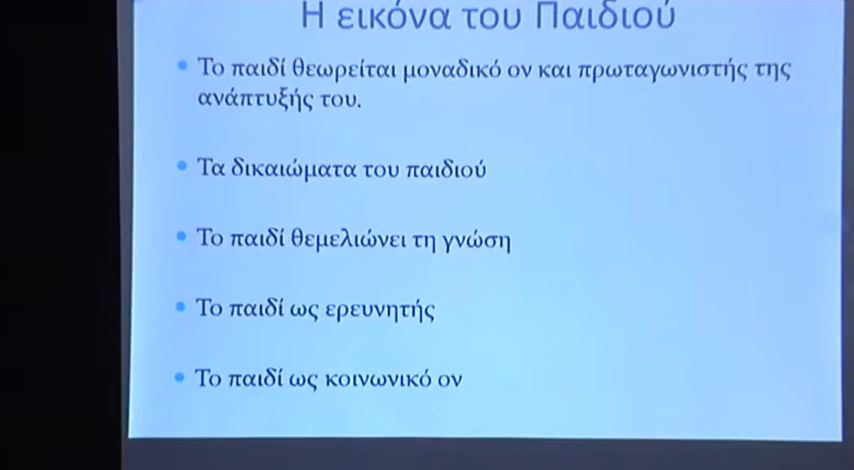 Η εικόνα του Παιδιού
Το παιδί θεωρείται μοναδικό ον και πρωταγωνιστής της
ανάπτυξής του.
Τα δικαιώματα του παιδιού
Το παιδί θεμελιώνει τη γνώση
Το παιδί ως ερευνητής
Το παιδί ως κοινωνικό ον